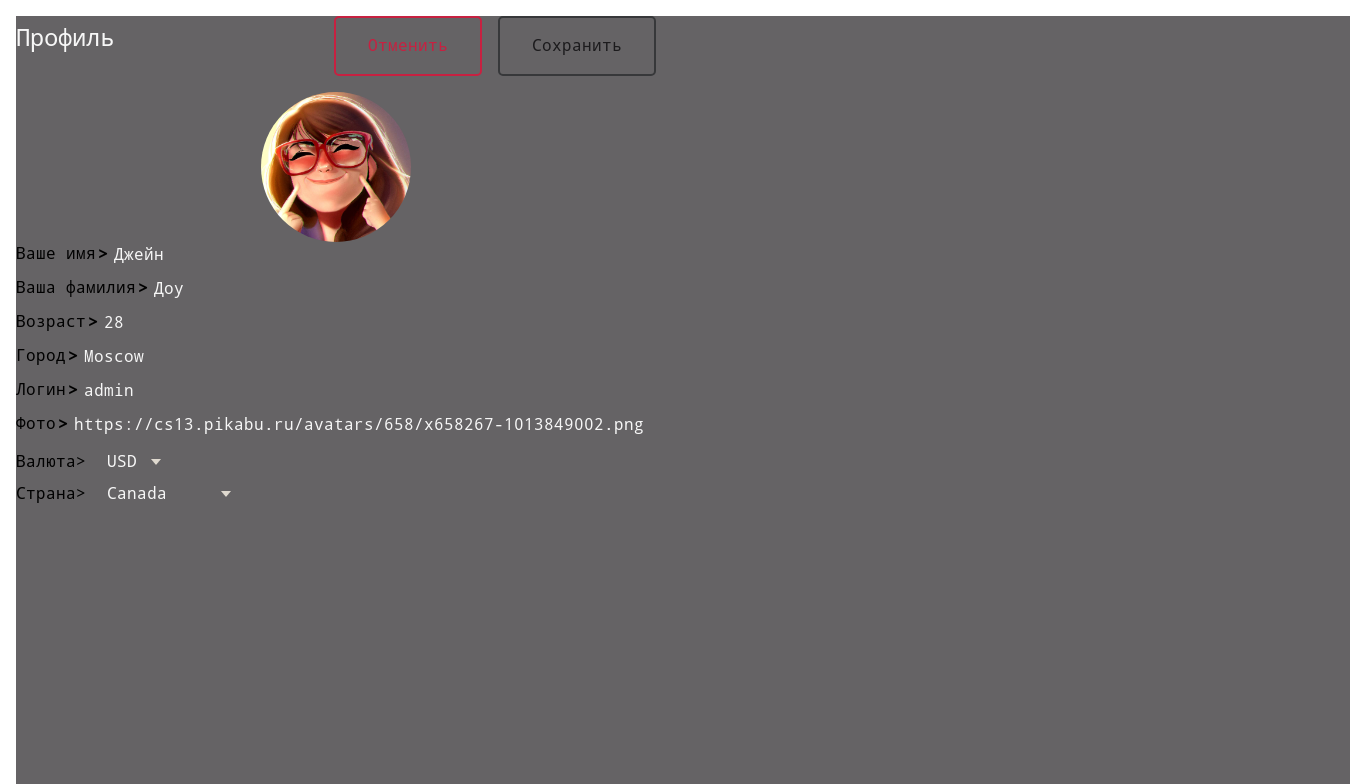 Профиль Отменить Сохранить
Ваше имя> Джейн
Ваша фамилия> Доу
Возраст> 28
Город> Moscow
Логин> admin
Фото> https://cs13.pikabu.ru/avatars/658/x658267-1013849002.png
Валюта> USD
Страна> Canada